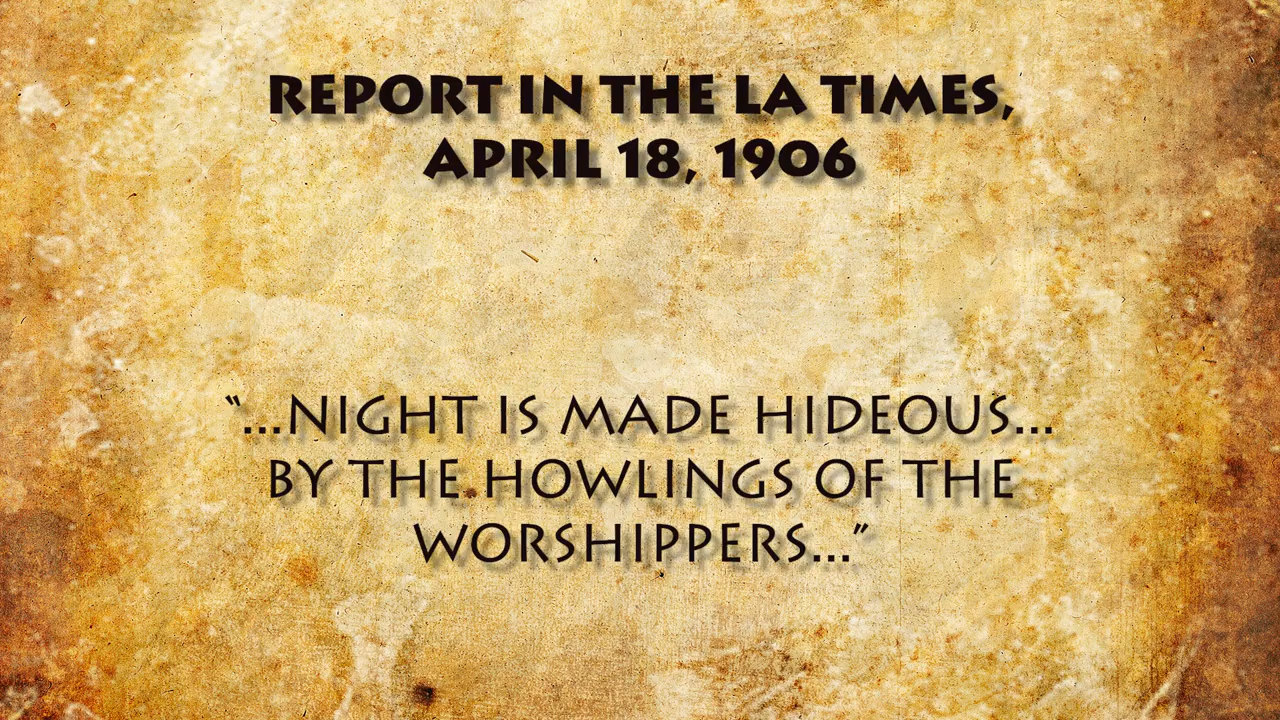 REPORT IN THE LA TIMES,
APRIL 18, 1906
“...NIGHT IS MADE HIDEOUS...
BY THE HOWLINGS OF THE
WORSHIPPERS...”